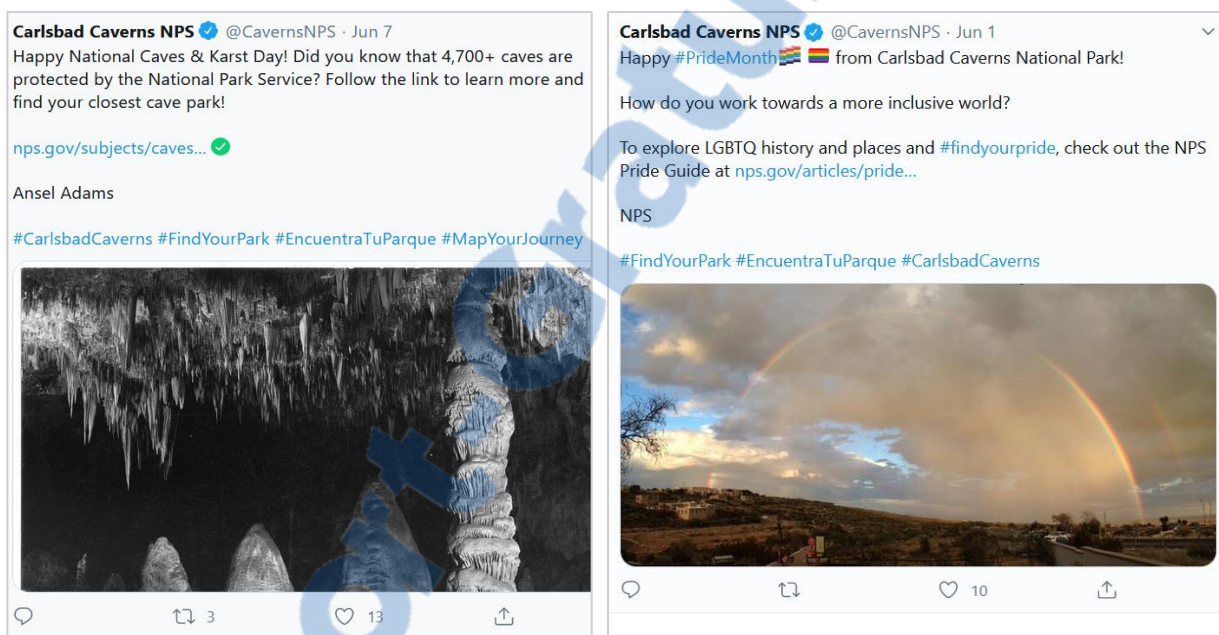 Carlsbad Caverns NPS @CavernsNPS · Jun 7
Happy National Caves & Karst Day! Did you know that 4,700+ caves are
protected by the National Park Service? Follow the link to learn more and
find your closest cave park!
nps.gov/subjects/caves...
Ansel Adams
#CarlsbadCaverns #FindYourPark #EncuentraTuParque #MapYourJourney
3 13
Carlsbad Caverns NPS @CavernsNPS · Jun 1
Happy #PrideMonth from Carlsbad Caverns National Park!
How do you work towards a more inclusive world?
To explore LGBTQ history and places and #findyourpride, check out the NPS
Pride Guide at nps.gov/articles/pride...
NPS
#FindYourPark #EncuentraTuParque #CarlsbadCaverns
10